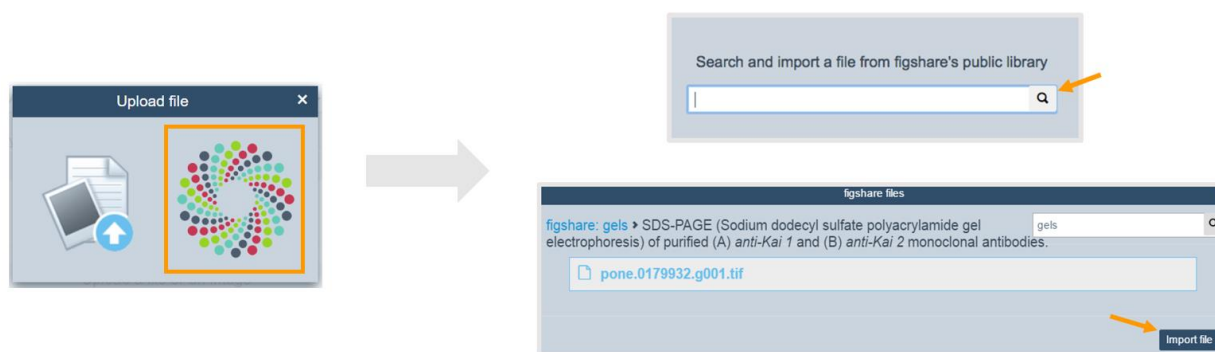 Upload file ×
Search and import a file from figshare's public library
figshare files
figshare: gels ▸ SDS-PAGE (Sodium dodecyl sulfate polyacrylamide gel
electrophoresis) of purified (A) anti-Kai 1 and (B) anti-Kai 2 monoclonal antibodies.
gels
pone.0179932.g001.tif
Import file